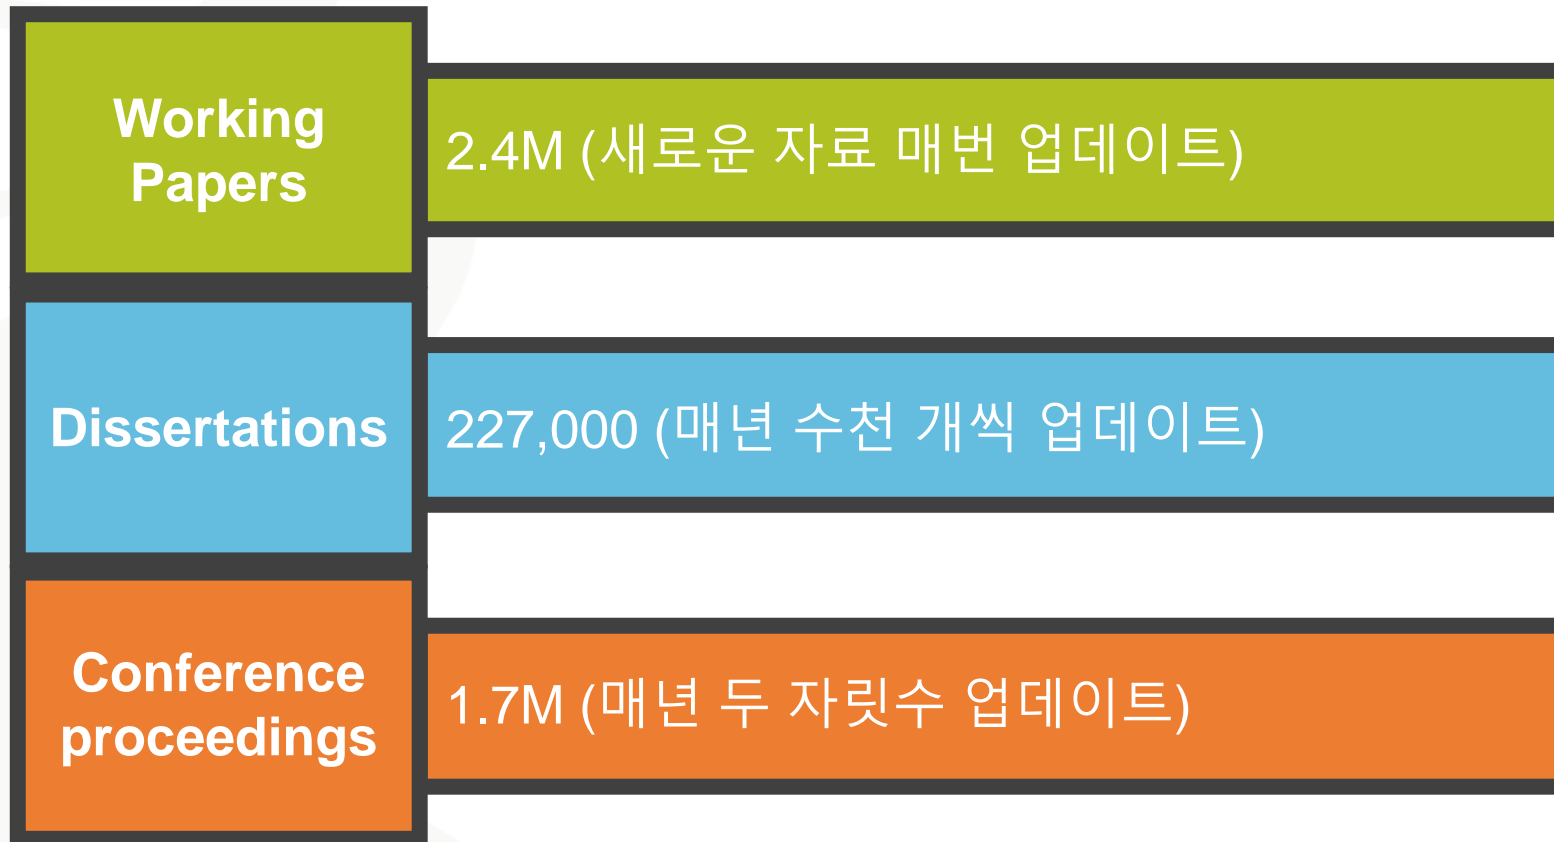 Working
Papers
2.4M (새로운 자료 매번 업데이트)
Dissertations
227,000 (매년 수천 개씩 업데이트)
Conference
proceedings
1.7M (매년 두 자릿수 업데이트)